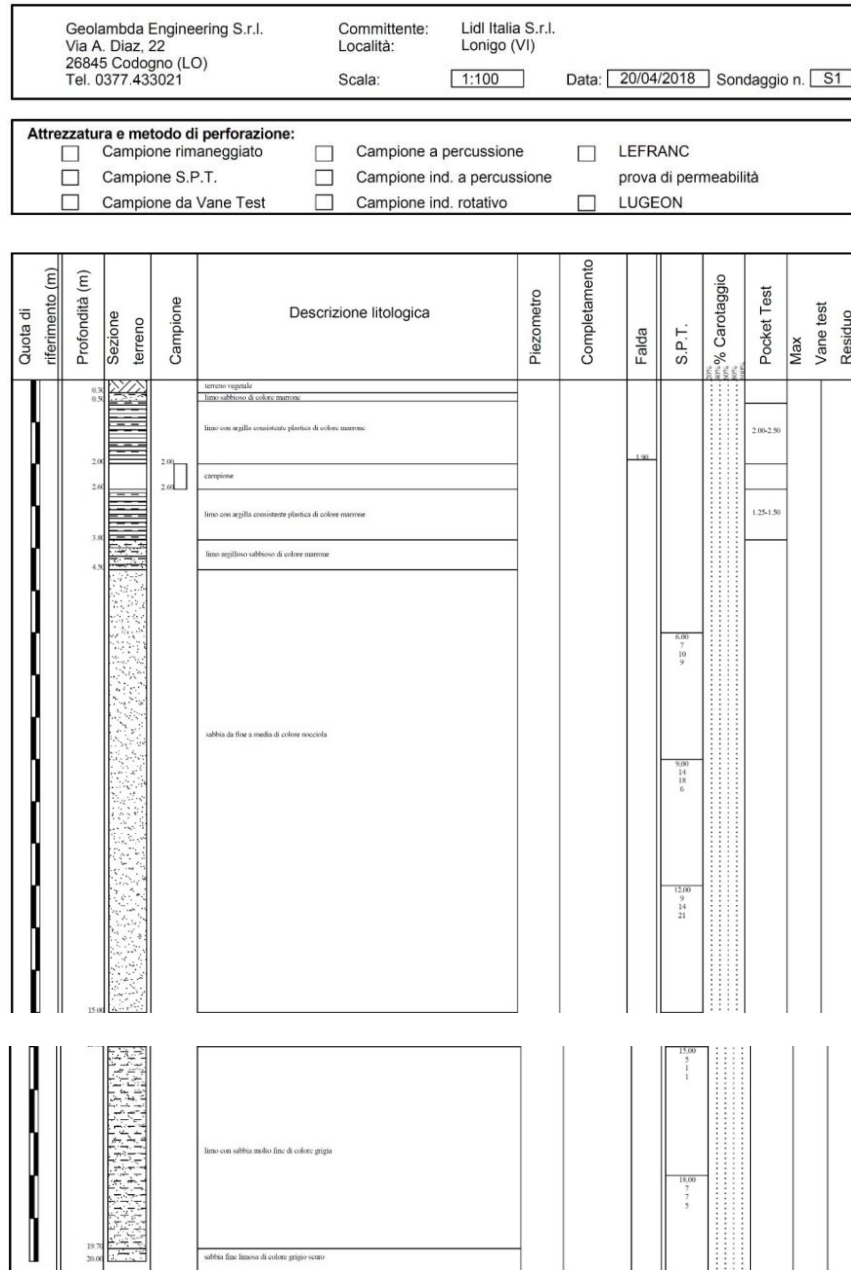 Geolambda Engineering S.r.l.
Via A. Diaz, 22
26845 Codogno (LO)
Tel. 0377.433021
Committente: Lidl Italia S.r.l.
Località: Lonigo (VI)
Scala: 1:100 Data: 20/04/2018 Sondaggio n. S1
Attrezzatura e metodo di perforazione:
Campione rimaneggiato Campione a percussione LEFRANC
Campione S.P.T. Campione ind. a percussione prova di permeabilità
Campione da Vane Test Campione ind. rotativo LUGEON
Quota di riferimento (m)
Profondità (m)
Sezione terreno
Campione
Descrizione litologica
Piezometro
Completamento
Falda
S.P.T.
% Carotaggio
Pocket Test
Max
Vane test
Residuo
20% 40% 60% 80% 100%
terreno vegetale
0.30
limo sabbioso di colore marrone
0.50
limo con argilla consistente plastica di colore marrone
2.00-2.50
1.90
2.00 2.00
campione
2.60 2.60
limo con argilla consistente plastica di colore marrone
1.25-1.50
3.80
limo argilloso sabbioso di colore marrone
4.50
6.00
7
10
9
sabbia da fine a media di colore nocciola
9.00
14
18
6
12.00
9
14
21
15.00
15.00
5
1
1
limo con sabbia molto fine di colore grigia
18.00
7
7
5
19.70
sabbia fine limosa di colore grigio scuro
20.00